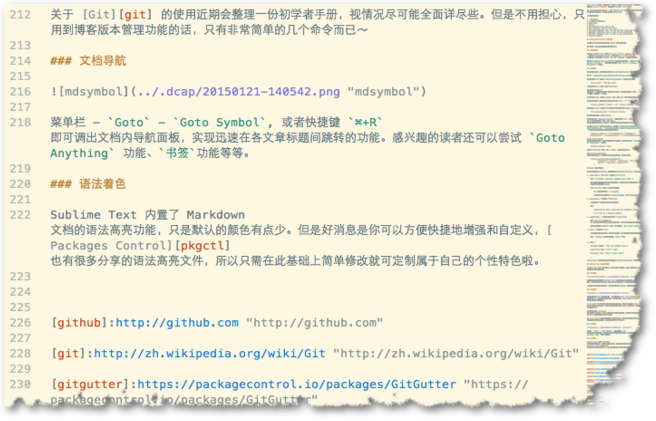 212 关于 [Git][git] 的使用近期会整理一份初学者手册，视情况尽可能全面详尽些。但是不用担心，只
用到博客版本管理功能的话，只有非常简单的几个命令而已～
213
214 ### 文档导航
215
216 ![mdsymbol](../.dcap/20150121-140542.png "mdsymbol")
217
218 菜单栏 - `Goto` - `Goto Symbol`, 或者快捷键 `⌘+R`
即可调出文档内导航面板，实现迅速在各文章标题间跳转的功能。感兴趣的读者还可以尝试 `Goto
Anything` 功能、`书签`功能等等。
219
220 ### 语法着色
221
222 Sublime Text 内置了 Markdown
文档的语法高亮功能，只是默认的颜色有点少。但是好消息是你可以方便快捷地增强和自定义，[
Packages Control][pkgctl]
也有很多分享的语法高亮文件，所以只需在此基础上简单修改就可定制属于自己的个性特色啦。
223
224
225
226 [github]:http://github.com "http://github.com"
227
228 [git]:http://zh.wikipedia.org/wiki/Git "http://zh.wikipedia.org/wiki/Git"
229
230 [gitgutter]:https://packagecontrol.io/packages/GitGutter "https://
packagecontrol.io/packages/GitGutter"